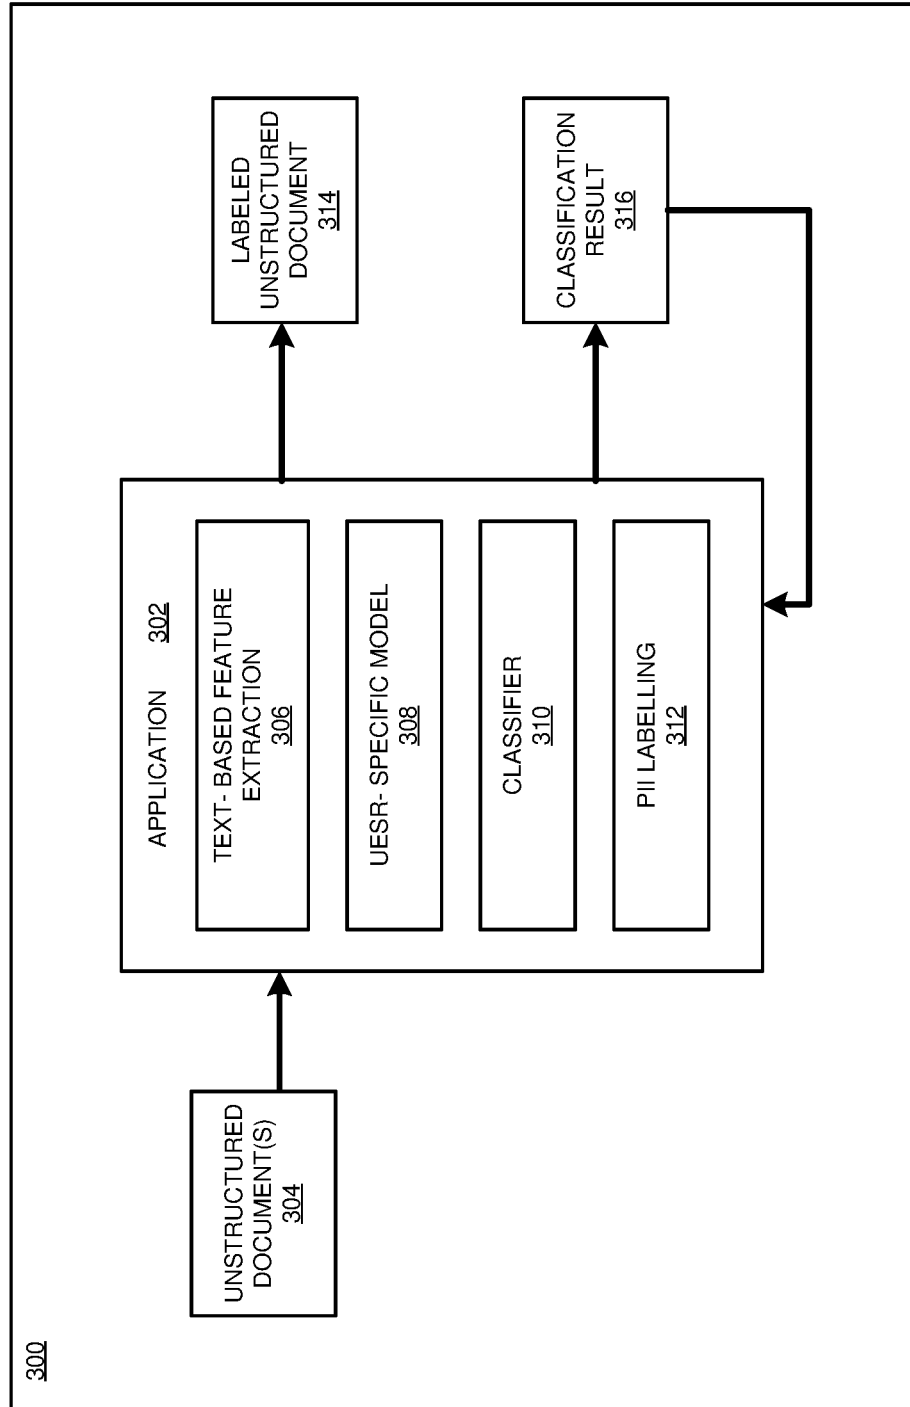 300
UNSTRUCTURED
DOCUMENT(S)
304
APPLICATION 302
TEXT- BASED FEATURE
EXTRACTION
306
UESR- SPECIFIC MODEL
308
CLASSIFIER
310
PII LABELLING
312
LABELED
UNSTRUCTURED
DOCUMENT
314
CLASSIFICATION
RESULT
316